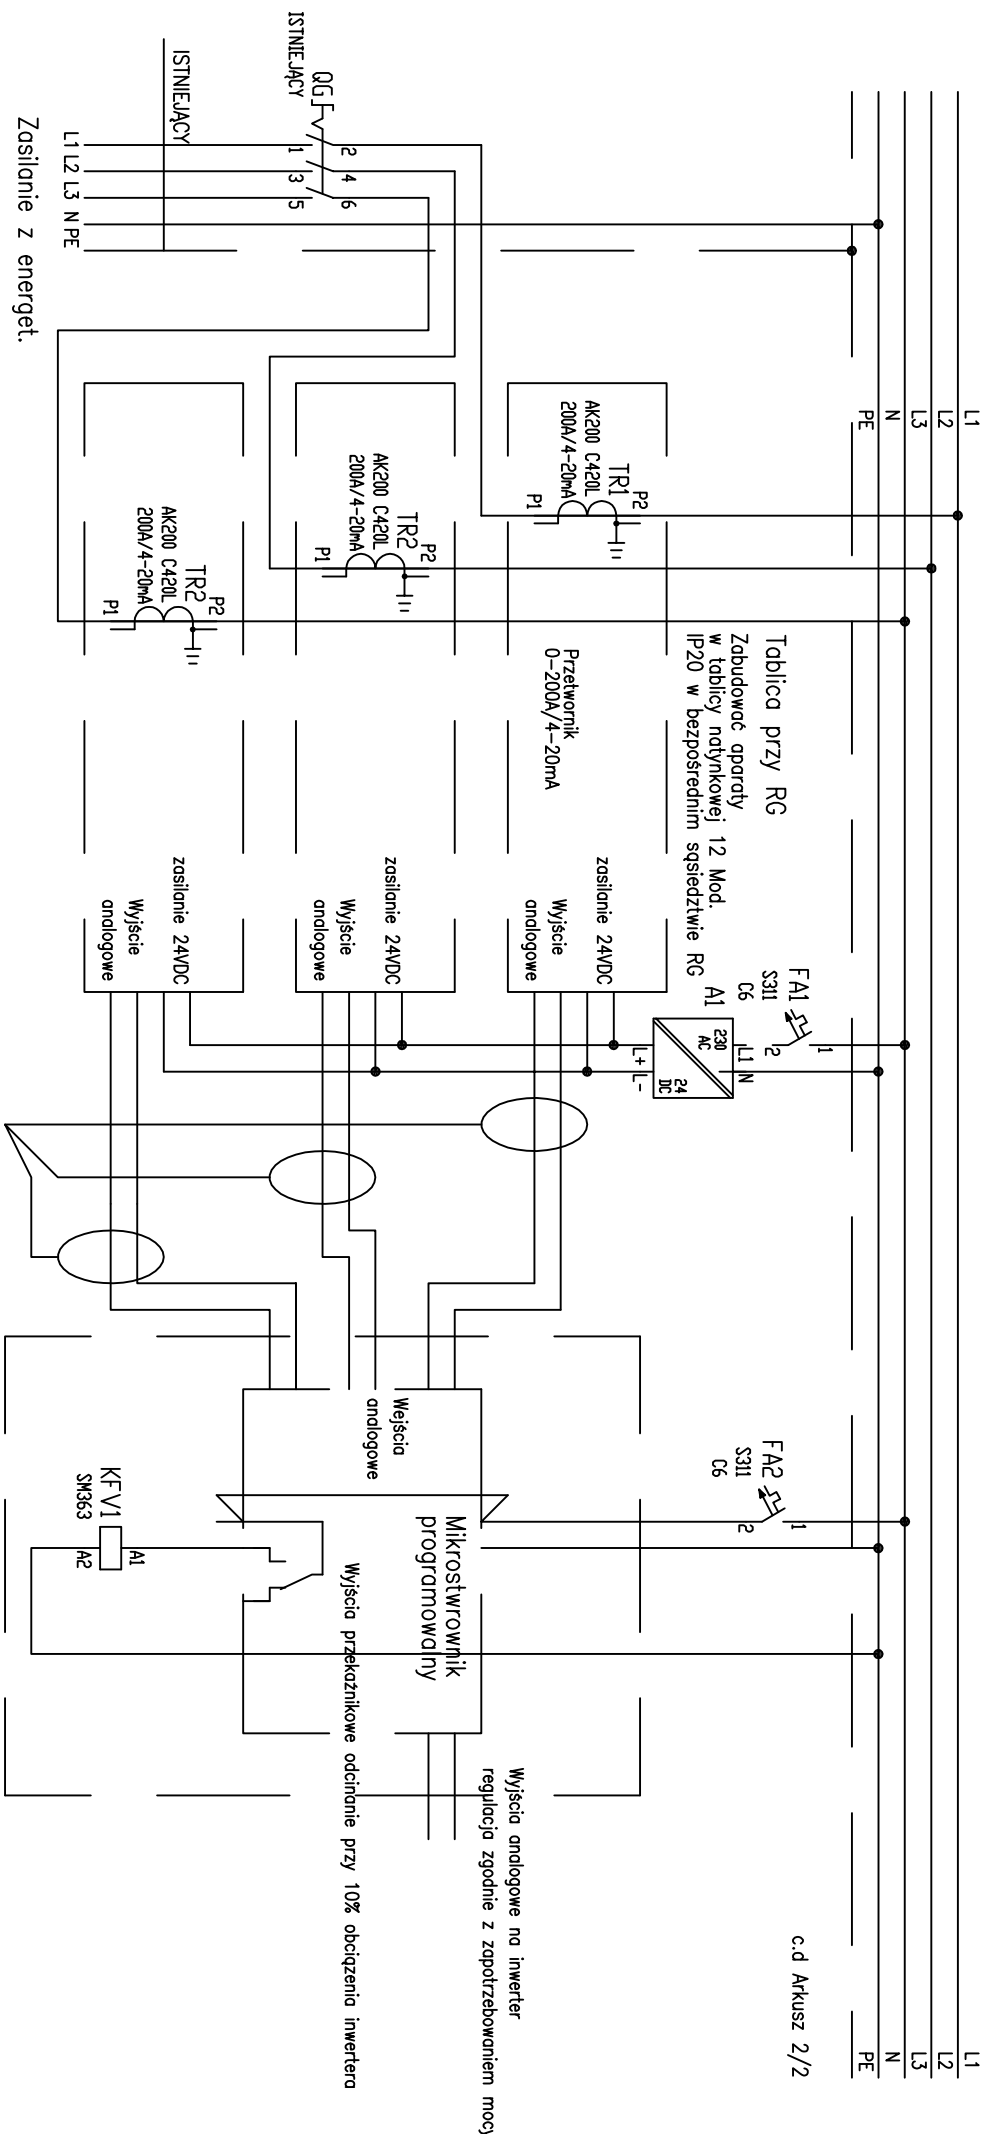 L1
L2
L3
N
PE
L1
L2
L3
N
PE
c.d Arkusz 2/2
FA1
S311
C6
1
2
FA2
S311
C6
1
2
Tablica przy RG
Zabudować aparaty
w tablicy natynkowej 12 Mod.
IP20 w bezpośrednim sąsiedztwie RG
A1
230
AC
L1 N
24
DC
L+ L-
TR1
AK200 C420L
200A/4-20mA
P1
P2
Przetwornik
0-200A/4-20mA
zasilanie 24VDC
Wyjście
analogowe
TR2
AK200 C420L
200A/4-20mA
P1
P2
zasilanie 24VDC
Wyjście
analogowe
TR2
AK200 C420L
200A/4-20mA
P1
P2
zasilanie 24VDC
Wyjście
analogowe
QG
ISTNIEJĄCY
1
2
3
4
5
6
ISTNIEJĄCY
L1
L2
L3
N
PE
Zasilanie z energet.
Wejścia
analogowe
Mikrostwrownik
programowany
Wyjścia analogowe na inwerter
regulacja zgodnie z zapotrzebowaniem mocy
Wyjścia przekaźnikowe odcinanie przy 10% obciązenia inwertera
KFV1
SM363
A1
A2